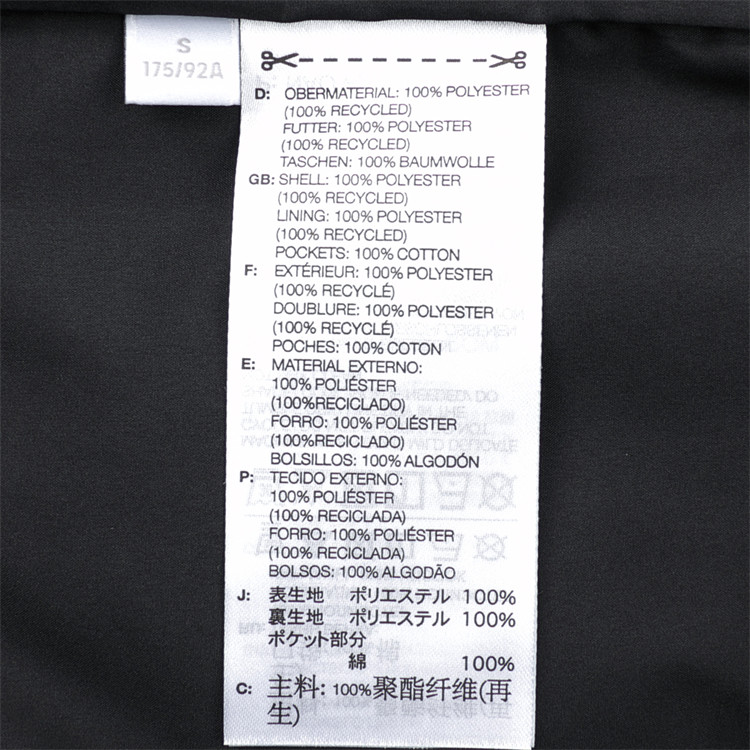 S
175/92A
D: OBERMATERIAL: 100% POLYESTER
(100% RECYCLED)
FUTTER: 100% POLYESTER
(100% RECYCLED)
TASCHEN: 100% BAUMWOLLE
GB: SHELL: 100% POLYESTER
(100% RECYCLED)
LINING: 100% POLYESTER
(100% RECYCLED)
POCKETS: 100% COTTON
F: EXTÉRIEUR: 100% POLYESTER
(100% RECYCLÉ)
DOUBLURE: 100% POLYESTER
(100% RECYCLÉ)
POCHES: 100% COTON
E: MATERIAL EXTERNO:
100% POLIÉSTER
(100%RECICLADO)
FORRO: 100% POLIÉSTER
(100%RECICLADO)
BOLSILLOS: 100% ALGODÓN
P: TECIDO EXTERNO:
100% POLIÉSTER
(100% RECICLADA)
FORRO: 100% POLIÉSTER
(100% RECICLADA)
BOLSOS: 100% ALGODÃO
J: 表生地 ポリエステル 100%
裏生地 ポリエステル 100%
ポケット部分
綿 100%
C: 主料: 100%聚酯纤维(再
生)